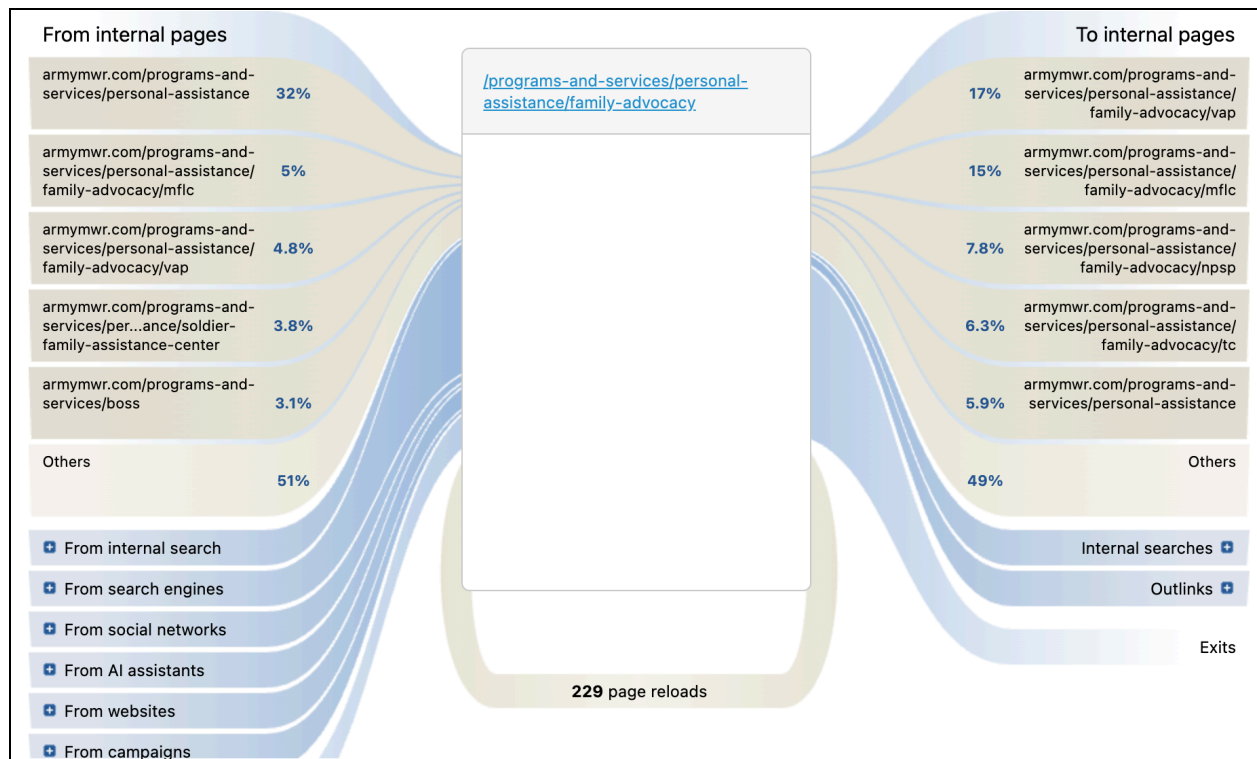 From internal pages
armymwr.com/programs-and-
services/personal-assistance
32%
armymwr.com/programs-and-
services/personal-assistance/
family-advocacy/mflc
5%
armymwr.com/programs-and-
services/personal-assistance/
family-advocacy/vap
4.8%
armymwr.com/programs-and-
services/per...ance/soldier-
family-assistance-center
3.8%
armymwr.com/programs-and-
services/boss
3.1%
Others
51%
From internal search
From search engines
From social networks
From AI assistants
From websites
From campaigns
/programs-and-services/personal-
assistance/family-advocacy
229 page reloads
To internal pages
17%
armymwr.com/programs-and-
services/personal-assistance/
family-advocacy/vap
15%
armymwr.com/programs-and-
services/personal-assistance/
family-advocacy/mflc
7.8%
armymwr.com/programs-and-
services/personal-assistance/
family-advocacy/npsp
6.3%
armymwr.com/programs-and-
services/personal-assistance/
family-advocacy/tc
5.9%
armymwr.com/programs-and-
services/personal-assistance
Others
49%
Internal searches
Outlinks
Exits